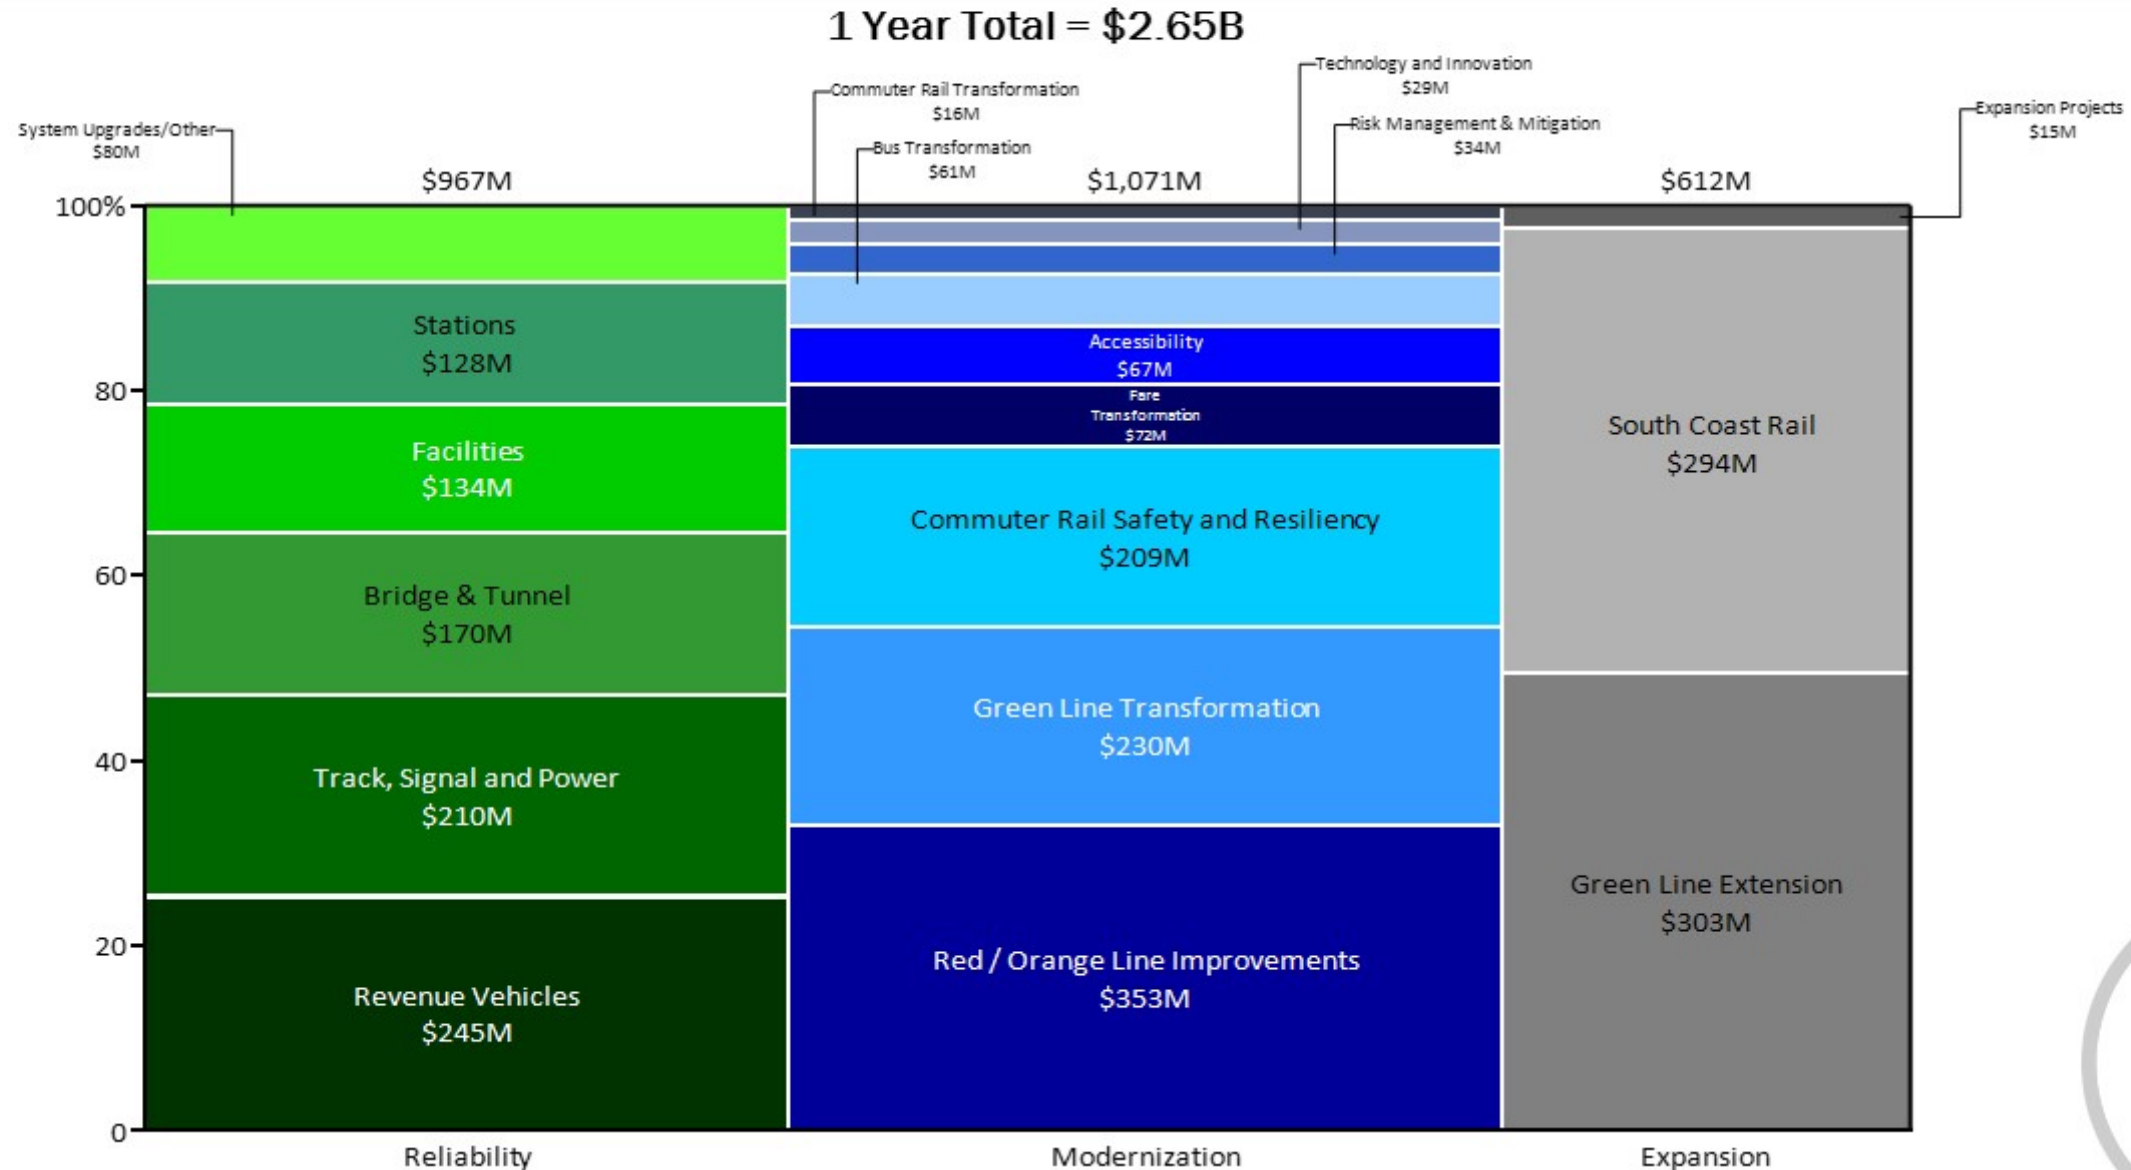 1 Year Total = $2.65B
Technology and Innovation
$29M
Commuter Rail Transformation
$16M
Expansion Projects
$15M
System Upgrades/Other
$80M
Risk Management & Mitigation
$34M
Bus Transformation
$61M
$967M
$1,071M
$612M
100%
80
60
40
20
0
Stations
$128M
Facilities
$134M
Bridge & Tunnel
$170M
Track, Signal and Power
$210M
Revenue Vehicles
$245M
Accessibility
$67M
Fare
Transformation
$72M
Commuter Rail Safety and Resiliency
$209M
Green Line Transformation
$230M
Red / Orange Line Improvements
$353M
South Coast Rail
$294M
Green Line Extension
$303M
Reliability
Modernization
Expansion